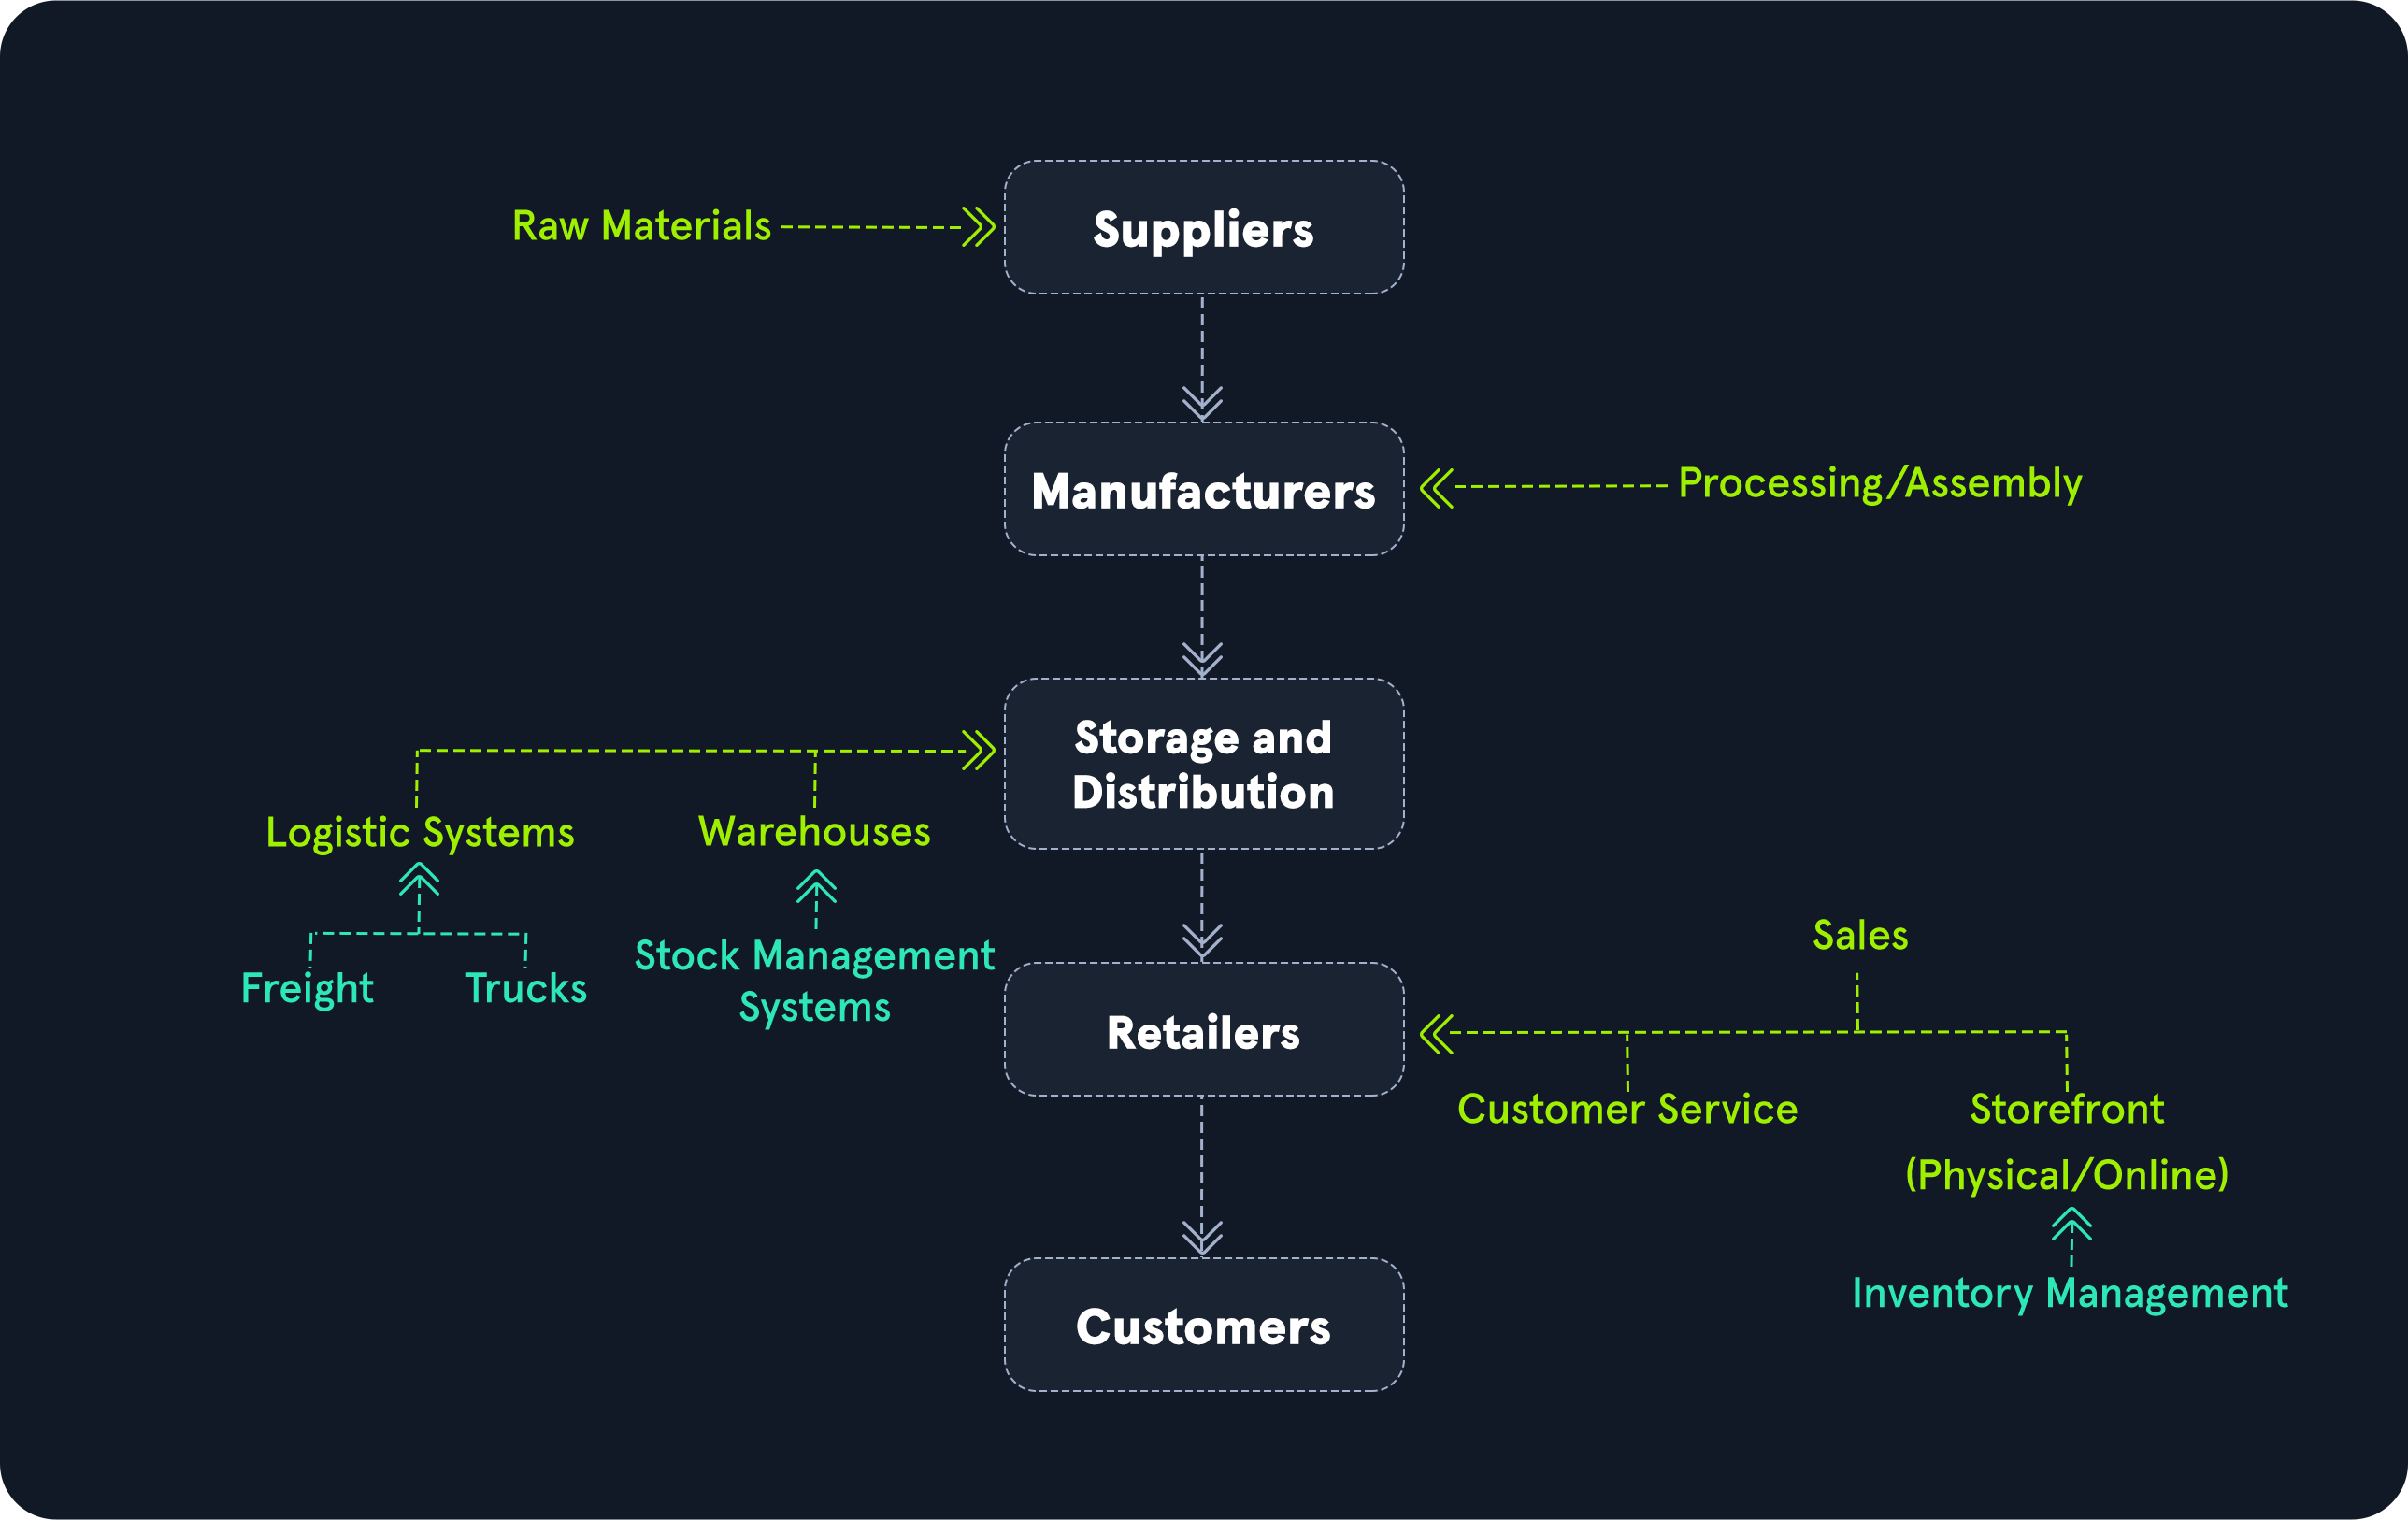 Raw Materials
Suppliers
Manufacturers
Processing/Assembly
Storage and
Distribution
Logistic Systems
Warehouses
Freight
Trucks
Stock Management
Systems
Retailers
Sales
Customer Service
Storefront
(Physical/Online)
Inventory Management
Customers